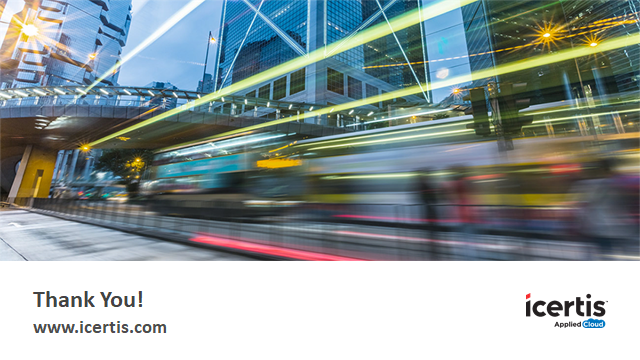 Thank You!
www.icertis.com
icertis
Applied Cloud